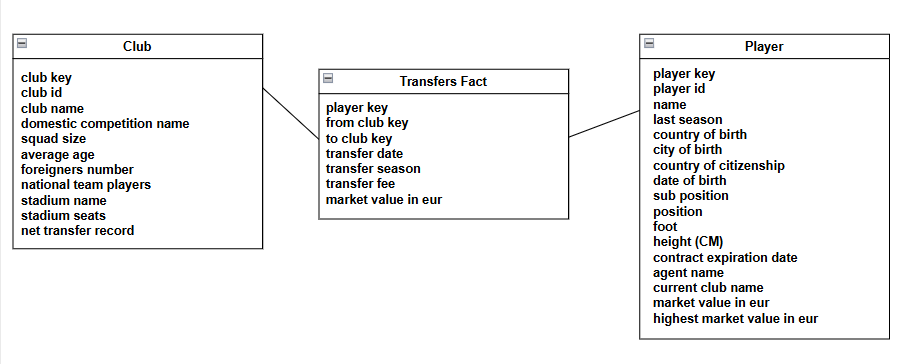 Club
club key
club id
club name
domestic competition name
squad size
average age
foreigners number
national team players
stadium name
stadium seats
net transfer record
Transfers Fact
player key
from club key
to club key
transfer date
transfer season
transfer fee
market value in eur
Player
player key
player id
name
last season
country of birth
city of birth
country of citizenship
date of birth
sub position
position
foot
height (CM)
contract expiration date
agent name
current club name
market value in eur
highest market value in eur